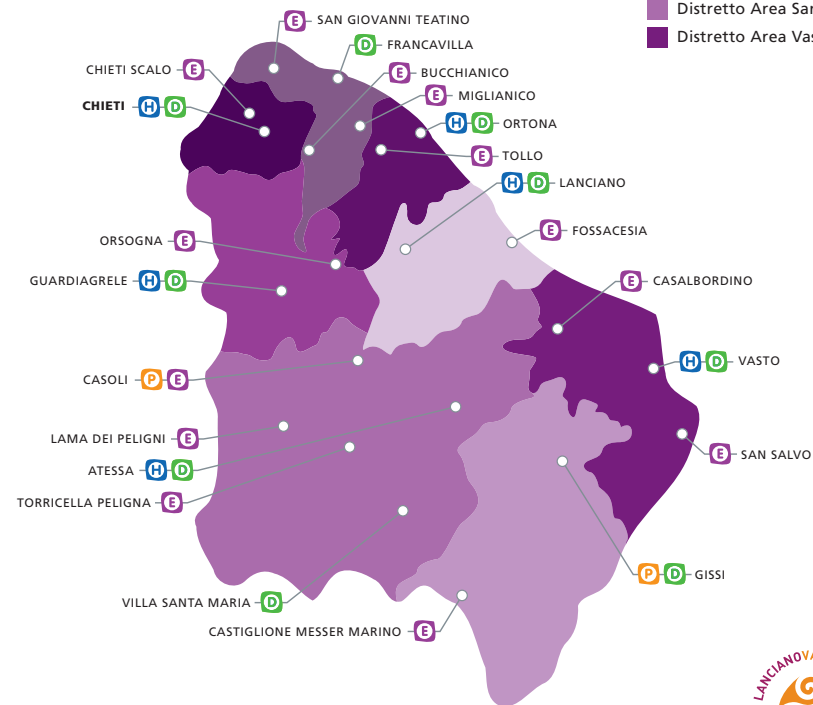 Distretto Area San
Distretto Area Vas
E SAN GIOVANNI TEATINO
D FRANCAVILLA
CHIETI SCALO E
E BUCCHIANICO
E MIGLIANICO
CHIETI H D
H D ORTONA
E TOLLO
H D LANCIANO
E FOSSACESIA
ORSOGNA E
GUARDIAGRELE H D
E CASALBORDINO
H D VASTO
CASOLI P E
LAMA DEI PELIGNI E
E SAN SALVO
ATESSA H D
TORRICELLA PELIGNA E
P D GISSI
VILLA SANTA MARIA D
CASTIGLIONE MESSER MARINO E
LANCIANOVA